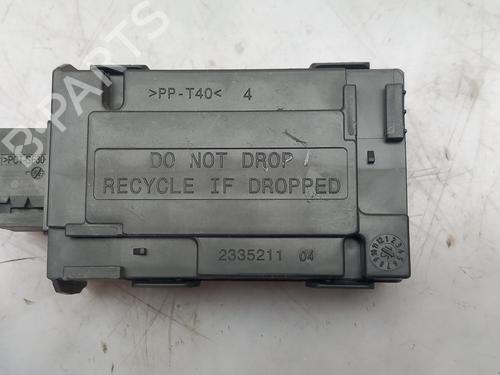 >PP-T40< 4
DO NOT DROP
RECYCLE IF DROPPED
2335211 04
B-PARTS